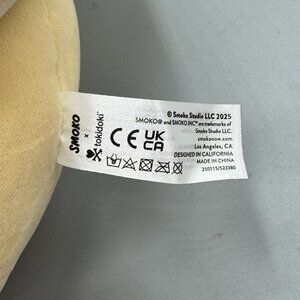 SMOKO
x
tokidoki
CE UK
CA
© Smoko Studio LLC 2025
SMOKO® and SMOKO INC™ are trademarks of
Smoko Studio LLC.
smokonow.com
Los Angeles, CA
DESIGNED IN CALIFORNIA
MADE IN CHINA
250515/523380